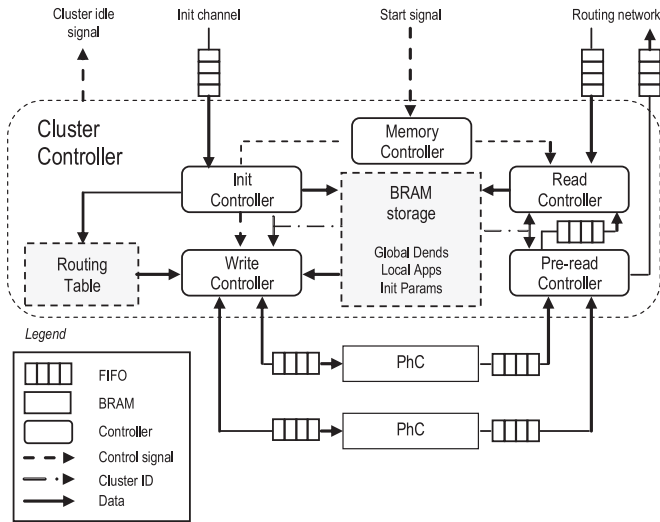 Cluster idle
signal
Init channel
Start signal
Routing network
Cluster
Controller
Memory
Controller
Init
Controller
BRAM
storage
Read
Controller
Global Dends
Local Apps
Init Params
Routing
Table
Write
Controller
Pre-read
Controller
Legend
FIFO
BRAM
Controller
Control signal
Cluster ID
Data
PhC
PhC